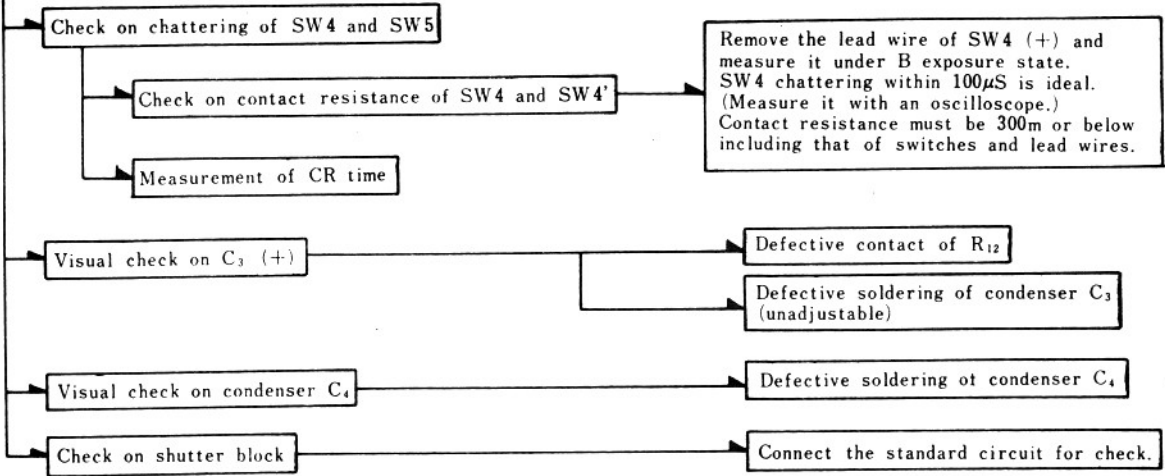 Check on chattering of SW4 and SW5
Remove the lead wire of SW4 (+) and
measure it under B exposure state.
SW4 chattering within 100μS is ideal.
(Measure it with an oscilloscope.)
Contact resistance must be 300m or below
including that of switches and lead wires.
Check on contact resistance of SW4 and SW4'
Measurement of CR time
Visual check on C₃ (+)
Defective contact of R₁₂
Defective soldering of condenser C₃
(unadjustable)
Visual check on condenser C₄
Defective soldering ot condenser C₄
Check on shutter block
Connect the standard circuit for check.